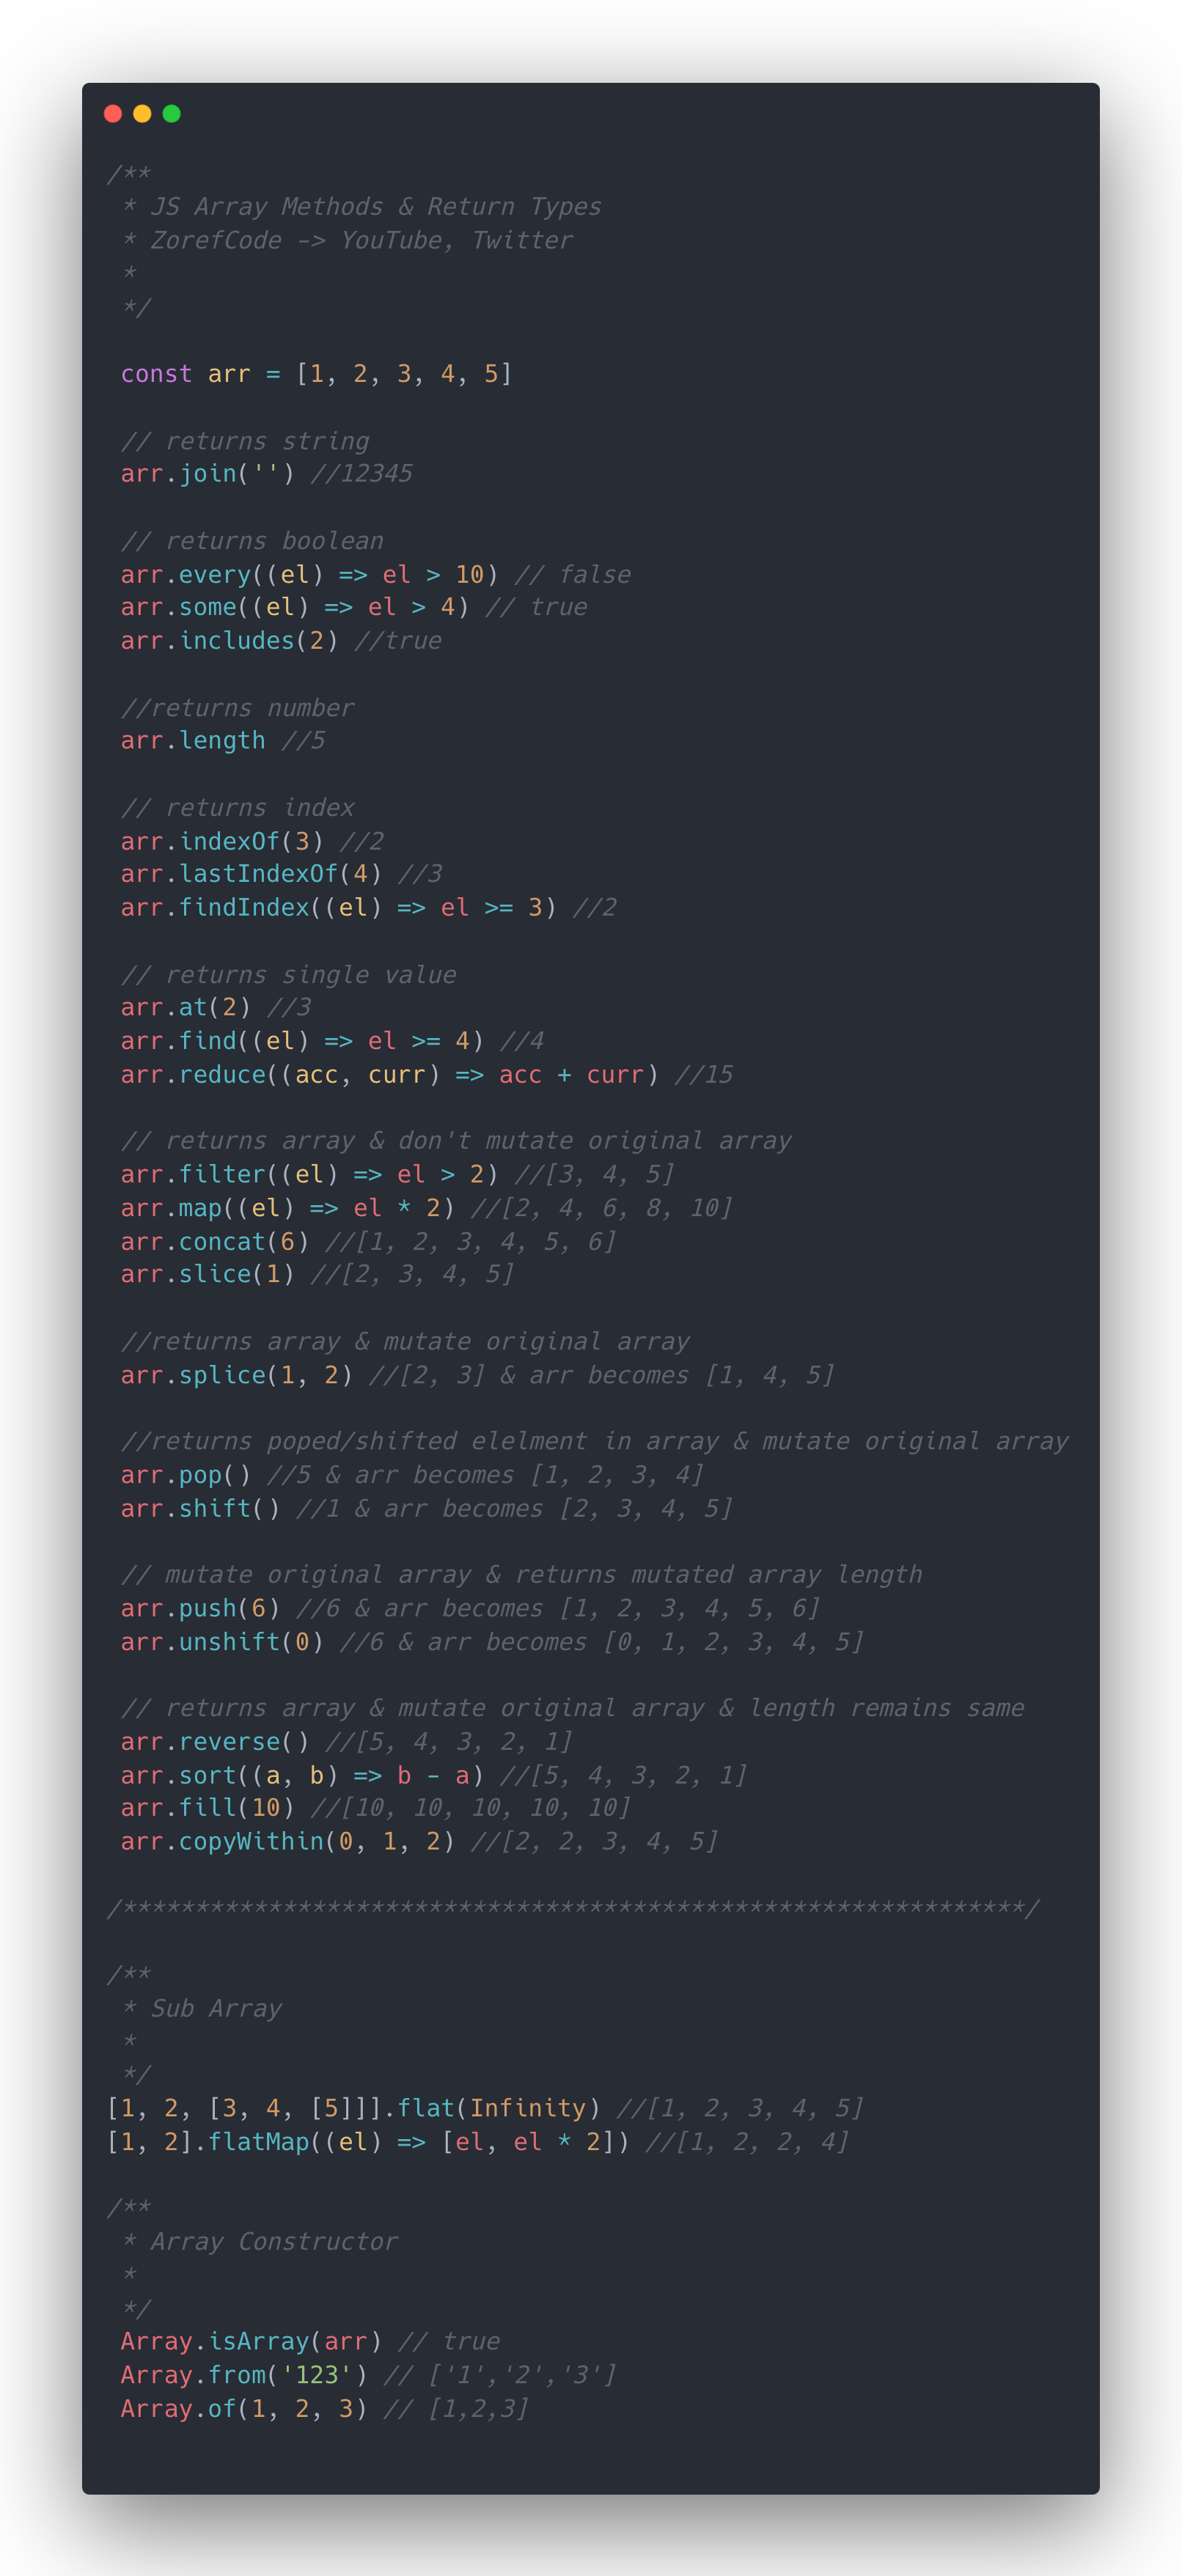 /**
 * JS Array Methods & Return Types
 * ZorefCode -> YouTube, Twitter
 *
 */
const arr = [1, 2, 3, 4, 5]
// returns string
arr.join('') //12345
// returns boolean
arr.every((el) => el > 10) // false
arr.some((el) => el > 4) // true
arr.includes(2) //true
//returns number
arr.length //5
// returns index
arr.indexOf(3) //2
arr.lastIndexOf(4) //3
arr.findIndex((el) => el >= 3) //2
// returns single value
arr.at(2) //3
arr.find((el) => el >= 4) //4
arr.reduce((acc, curr) => acc + curr) //15
// returns array & don't mutate original array
arr.filter((el) => el > 2) //[3, 4, 5]
arr.map((el) => el * 2) //[2, 4, 6, 8, 10]
arr.concat(6) //[1, 2, 3, 4, 5, 6]
arr.slice(1) //[2, 3, 4, 5]
//returns array & mutate original array
arr.splice(1, 2) //[2, 3] & arr becomes [1, 4, 5]
//returns poped/shifted elelment in array & mutate original array
arr.pop() //5 & arr becomes [1, 2, 3, 4]
arr.shift() //1 & arr becomes [2, 3, 4, 5]
// mutate original array & returns mutated array length
arr.push(6) //6 & arr becomes [1, 2, 3, 4, 5, 6]
arr.unshift(0) //6 & arr becomes [0, 1, 2, 3, 4, 5]
// returns array & mutate original array & length remains same
arr.reverse() //[5, 4, 3, 2, 1]
arr.sort((a, b) => b - a) //[5, 4, 3, 2, 1]
arr.fill(10) //[10, 10, 10, 10, 10]
arr.copyWithin(0, 1, 2) //[2, 2, 3, 4, 5]
/**************************************************************/
/**
 * Sub Array
 *
 */
[1, 2, [3, 4, [5]]].flat(Infinity) //[1, 2, 3, 4, 5]
[1, 2].flatMap((el) => [el, el * 2]) //[1, 2, 2, 4]
/**
 * Array Constructor
 *
 */
Array.isArray(arr) // true
Array.from('123') // ['1','2','3']
Array.of(1, 2, 3) // [1,2,3]